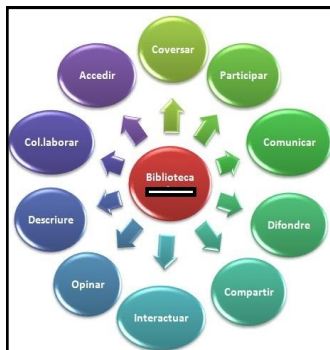 Coversar
Participar
Comunicar
Difondre
Compartir
Interactuar
Opinar
Descriure
Col.laborar
Accedir
Biblioteca